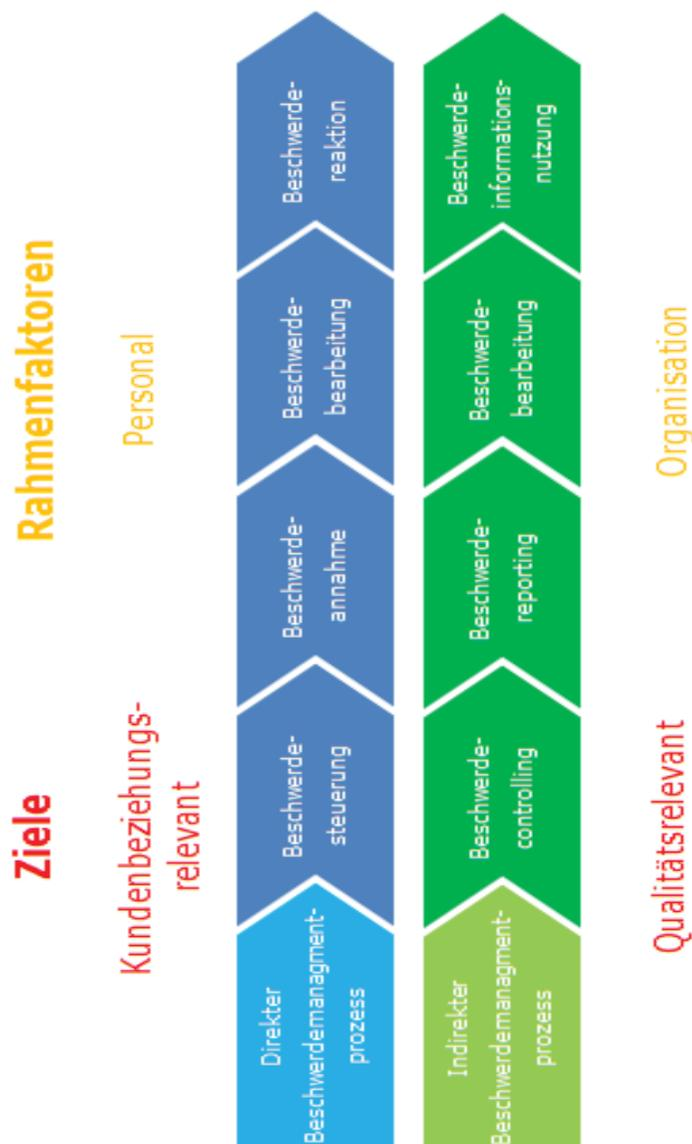 Ziele
Rahmenfaktoren
Kundenbeziehungs-
relevant
Personal
Direkter
Beschwerdemanagment-
prozess
Beschwerde-
steuerung
Beschwerde-
annahme
Beschwerde-
bearbeitung
Beschwerde-
reaktion
Indirekter
Beschwerdemanagment-
prozess
Beschwerde-
controlling
Beschwerde-
reporting
Beschwerde-
bearbeitung
Beschwerde-
informations-
nutzung
Qualitätsrelevant
Organisation